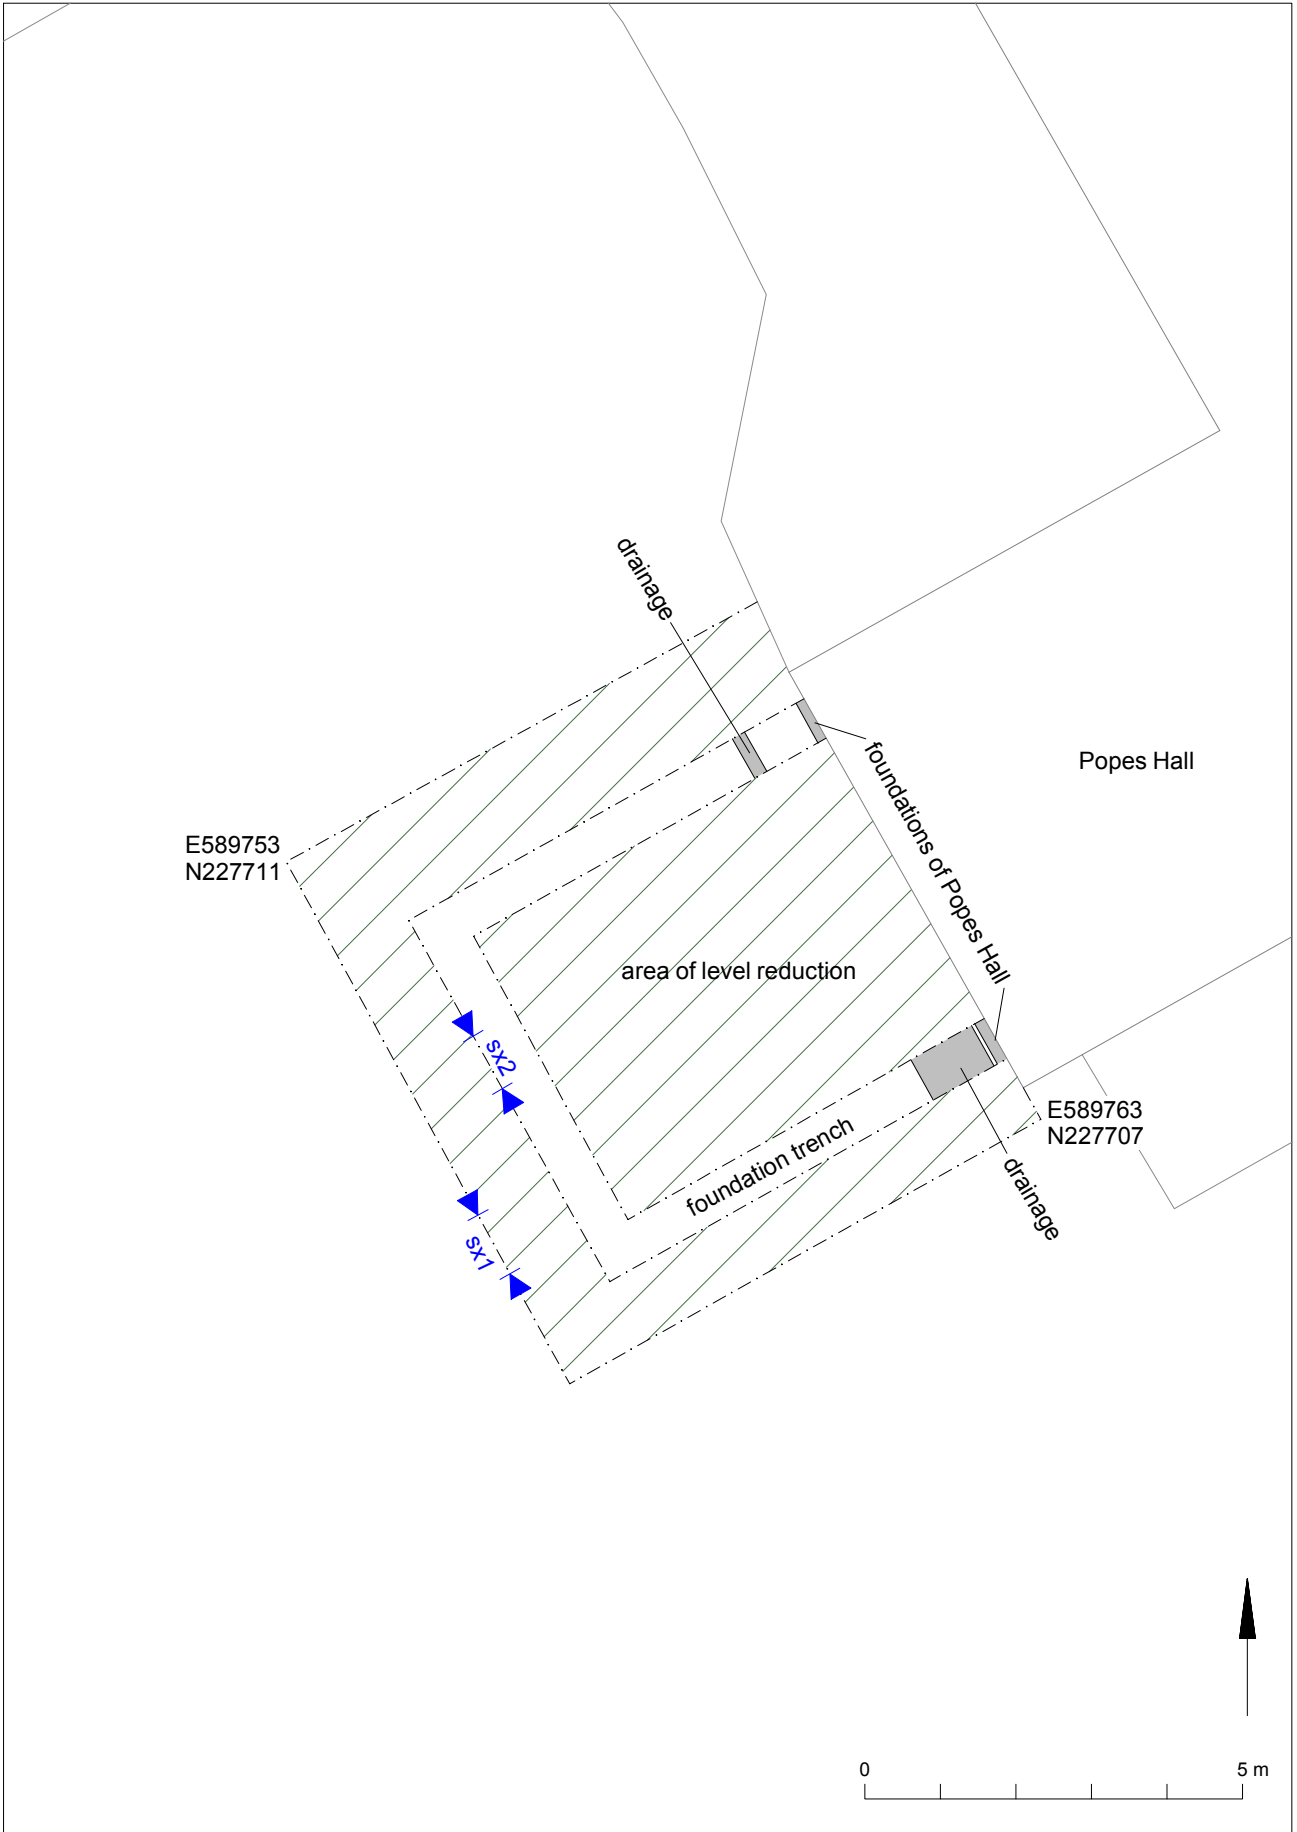 drainage
Popes Hall
foundations of Popes Hall
E589753
N227711
area of level reduction
sx2
E589763
N227707
foundation trench
drainage
sx1
0
5 m